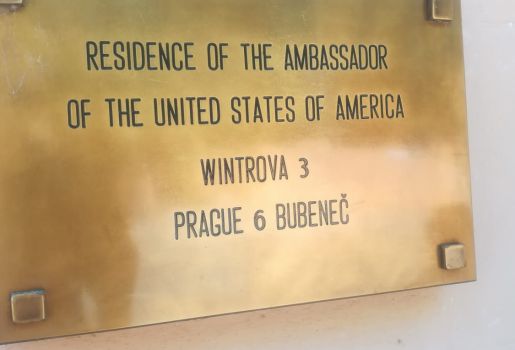 RESIDENCE OF THE AMBASSADOR
OF THE UNITED STATES OF AMERICA
WINTROVA 3
PRAGUE 6 BUBENEČ